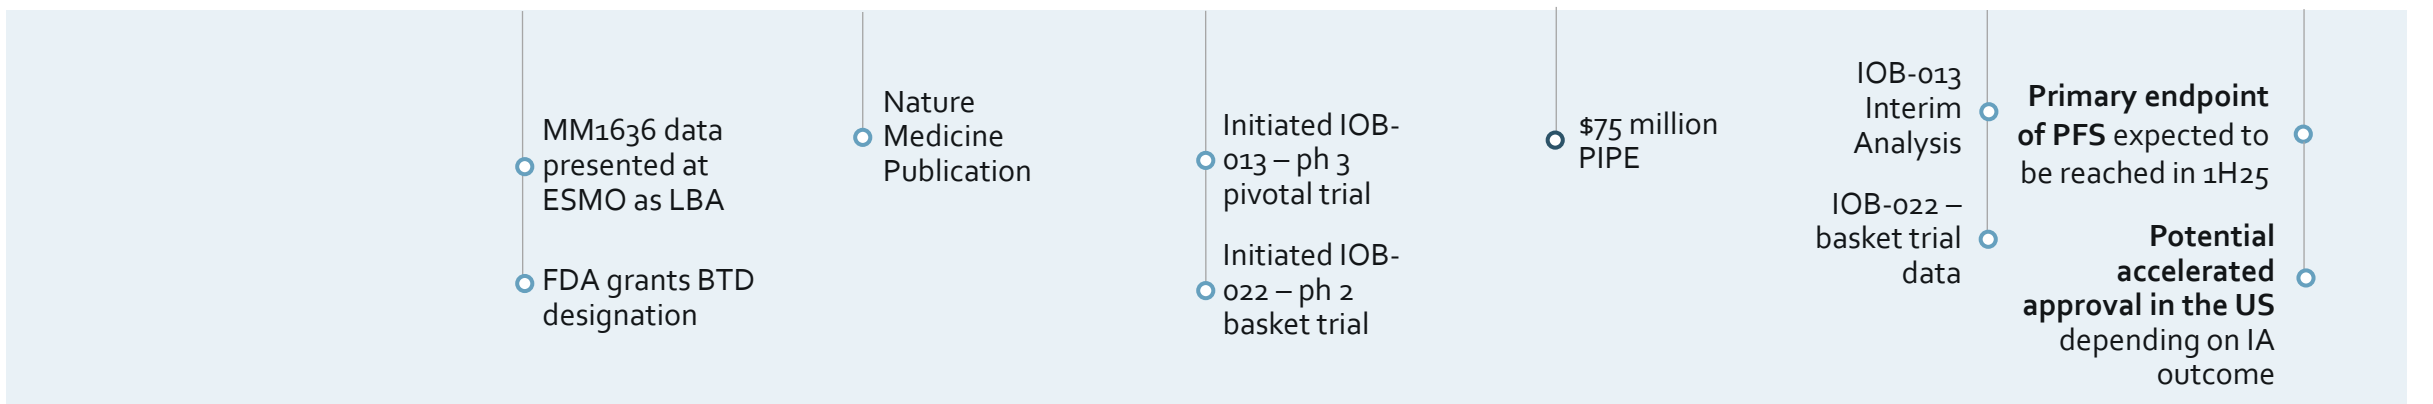 MM1636 data
presented at
ESMO as LBA
FDA grants BTD
designation
Nature
Medicine
Publication
Initiated IOB-
013 – ph 3
pivotal trial
Initiated IOB-
022 – ph 2
basket trial
$75 million
PIPE
IOB-013
Interim
Analysis
IOB-022 –
basket trial
data
Primary endpoint
of PFS expected to
be reached in 1H25
Potential
accelerated
approval in the US
depending on IA
outcome